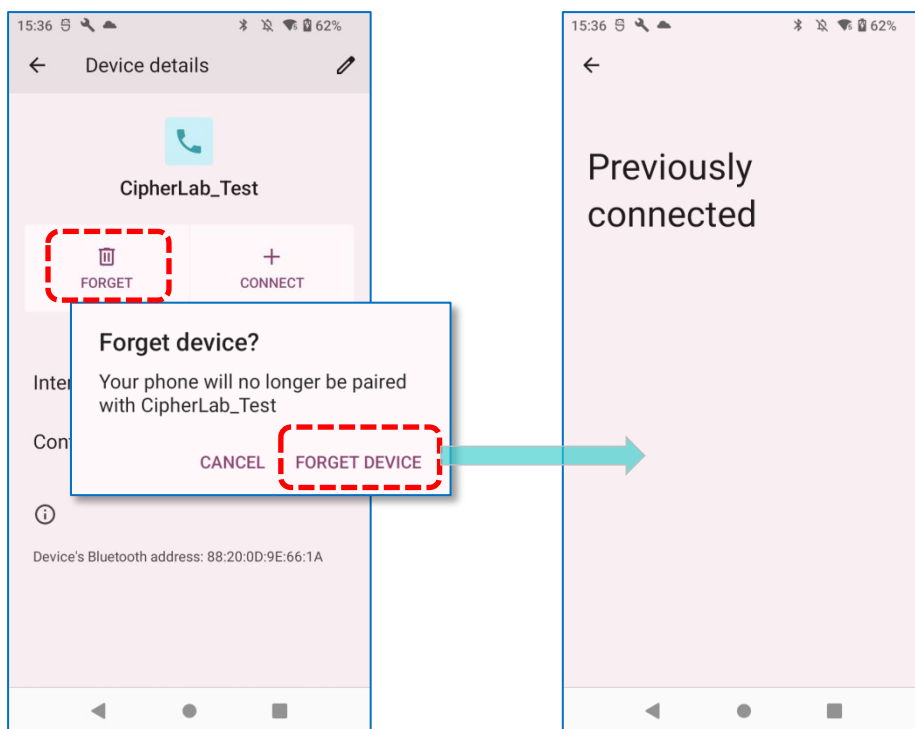 15:36 62%
Device details
CipherLab_Test
FORGET CONNECT
Forget device?
Your phone will no longer be paired
with CipherLab_Test
CANCEL FORGET DEVICE
Inter
Con
Device's Bluetooth address: 88:20:0D:9E:66:1A
15:36 62%
Previously
connected